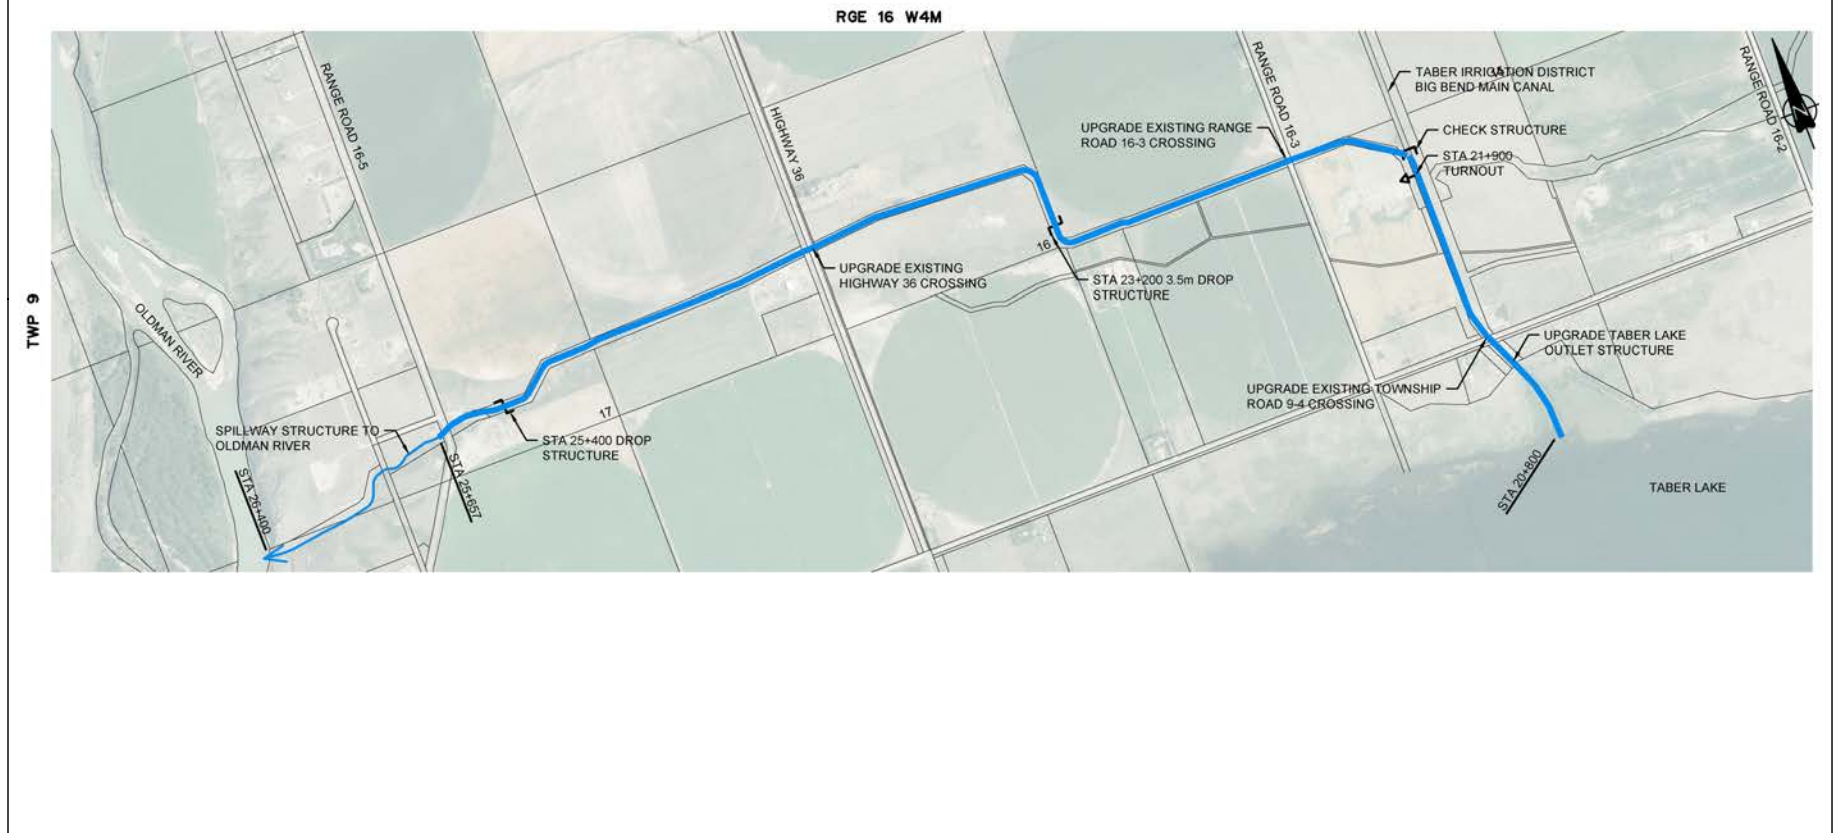 RGE 16 W4M
TWP 9
RANGE ROAD 16-5
HIGHWAY 36
RANGE ROAD 16-3
RANGE ROAD 16-2
TABER IRRIGATION DISTRICT
BIG BEND MAIN CANAL
15
CHECK STRUCTURE
STA 21+900
TURNOUT
UPGRADE EXISTING RANGE
ROAD 16-3 CROSSING
N
16
UPGRADE EXISTING
HIGHWAY 36 CROSSING
STA 23+200 3.5m DROP
STRUCTURE
OLDMAN RIVER
UPGRADE TABER LAKE
OUTLET STRUCTURE
UPGRADE EXISTING TOWNSHIP
ROAD 9-4 CROSSING
17
SPILLWAY STRUCTURE TO
OLDMAN RIVER
STA 25+400 DROP
STRUCTURE
STA 26+400
STA 25+657
STA 20+800
TABER LAKE